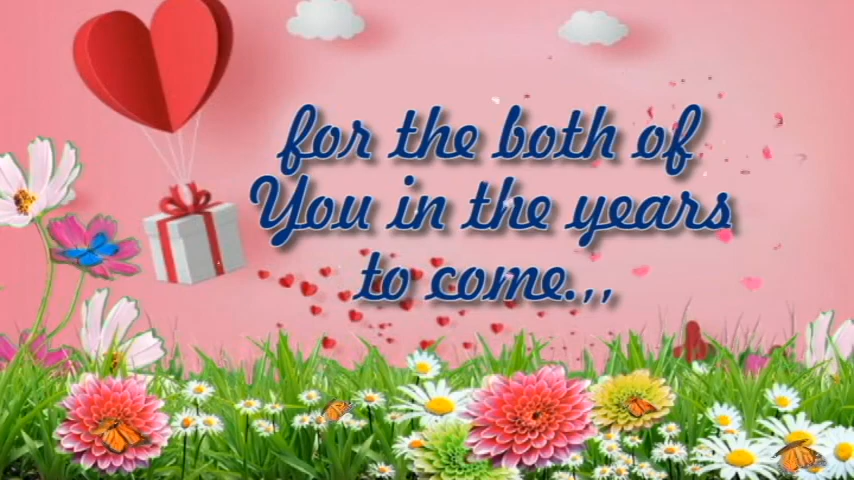 for the both of
You in the years
to come.,,